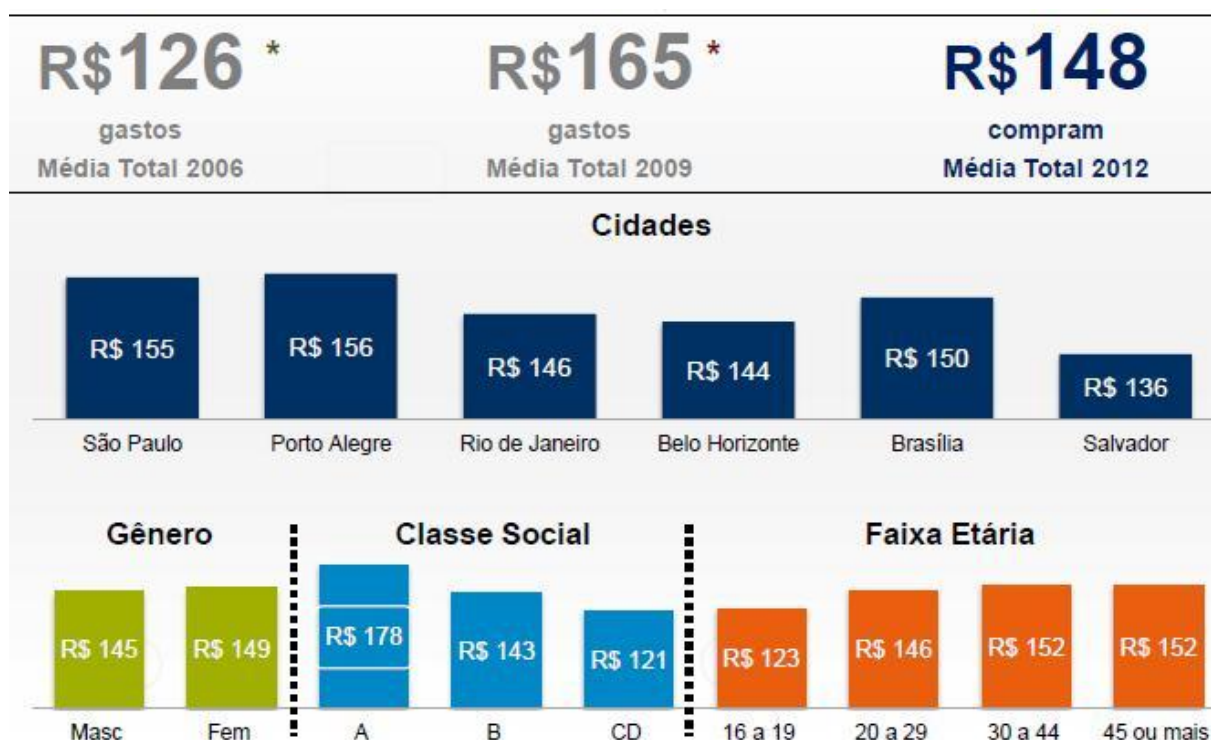 R$126 * R$165 * R$148
gastos gastos compram
Média Total 2006 Média Total 2009 Média Total 2012
Cidades
R$ 155 R$ 156 R$ 146 R$ 144 R$ 150 R$ 136
São Paulo Porto Alegre Rio de Janeiro Belo Horizonte Brasília Salvador
Gênero Classe Social Faixa Etária
R$ 145 R$ 149 R$ 178 R$ 143 R$ 121 R$ 123 R$ 146 R$ 152 R$ 152
Masc Fem A B CD 16 a 19 20 a 29 30 a 44 45 ou mais